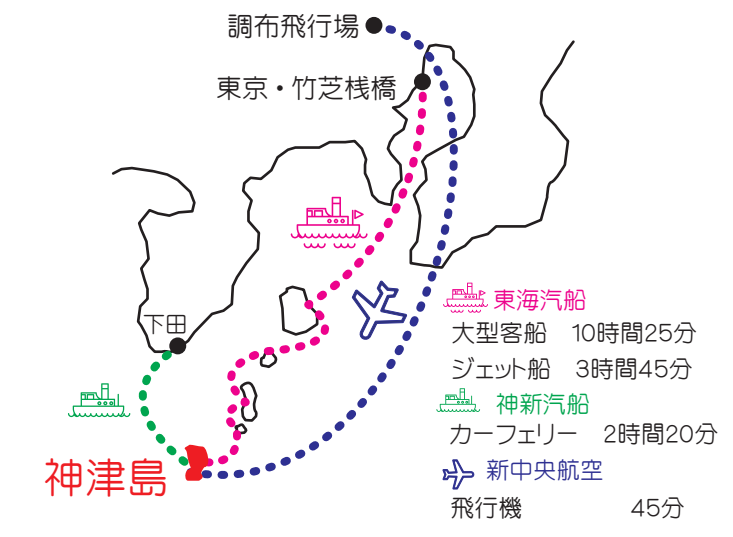 調布飛行場
東京・竹芝桟橋
下田
神津島
東海汽船
大型客船　10時間25分
ジェット船　3時間45分
神新汽船
カーフェリー　2時間20分
新中央航空
飛行機　45分